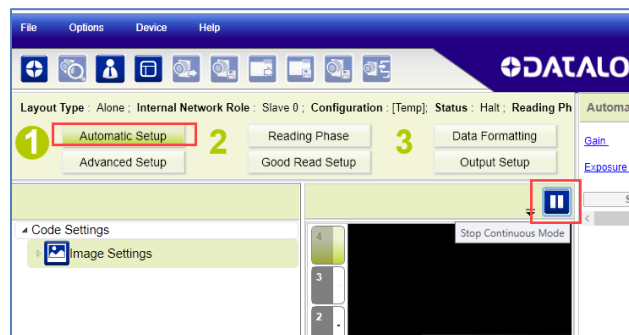 File Options Device Help
DATALO
Layout Type : Alone ; Internal Network Role : Slave 0 ; Configuration : [Temp]; Status : Halt ; Reading Ph
Automa
1 Automatic Setup 2 Reading Phase 3 Data Formatting
Gain
Advanced Setup Good Read Setup Output Setup
Exposure
S
Stop Continuous Mode
Code Settings
Image Settings
4
3
2